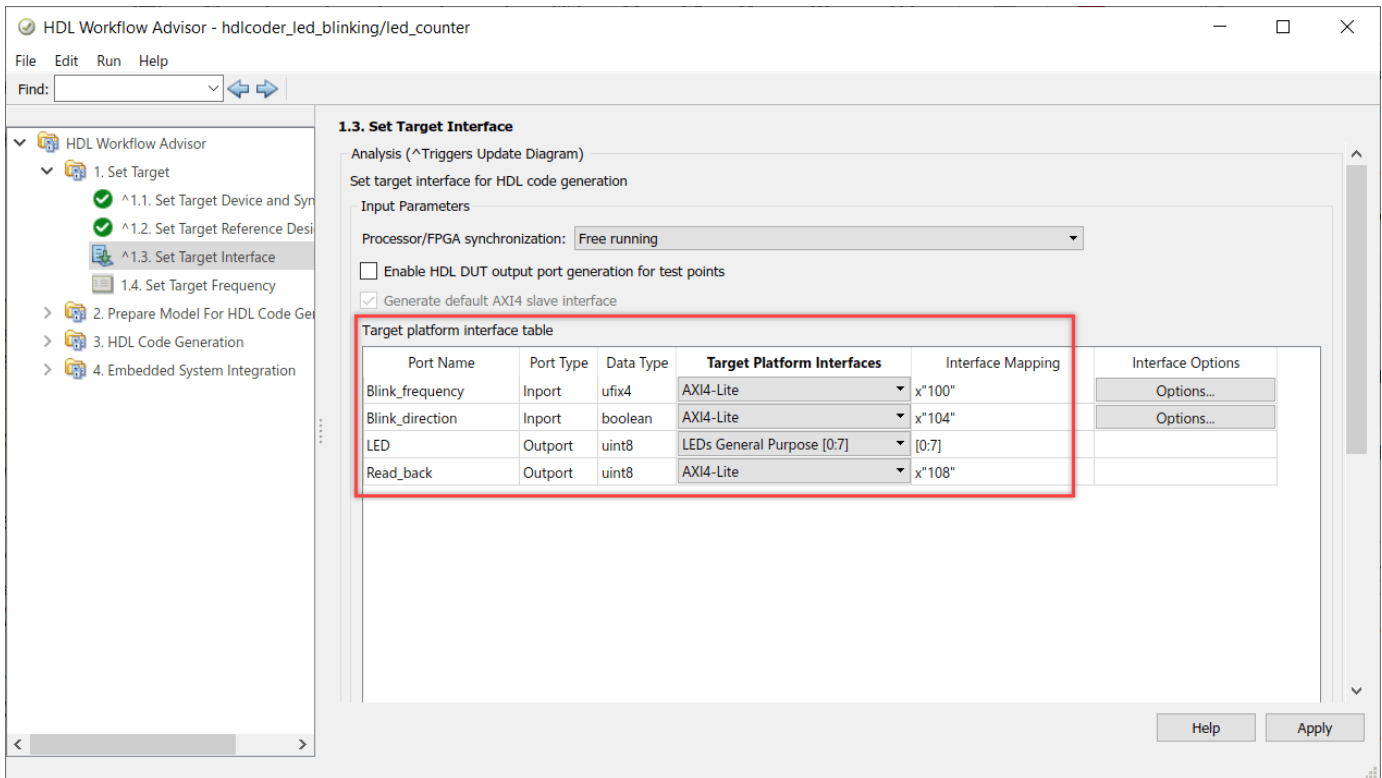 HDL Workflow Advisor - hdlcoder_led_blinking/led_counter
File Edit Run Help
Find:
HDL Workflow Advisor
1. Set Target
^1.1. Set Target Device and Syn
^1.2. Set Target Reference Desi
^1.3. Set Target Interface
1.4. Set Target Frequency
2. Prepare Model For HDL Code Ge
3. HDL Code Generation
4. Embedded System Integration
1.3. Set Target Interface
Analysis (^Triggers Update Diagram)
Set target interface for HDL code generation
Input Parameters
Processor/FPGA synchronization: Free running
Enable HDL DUT output port generation for test points
Generate default AXI4 slave interface
Target platform interface table
Port Name Port Type Data Type Target Platform Interfaces Interface Mapping Interface Options
Blink_frequency Inport ufix4 AXI4-Lite x"100" Options...
Blink_direction Inport boolean AXI4-Lite x"104" Options...
LED Outport uint8 LEDs General Purpose [0:7] [0:7]
Read_back Outport uint8 AXI4-Lite x"108"
Help Apply